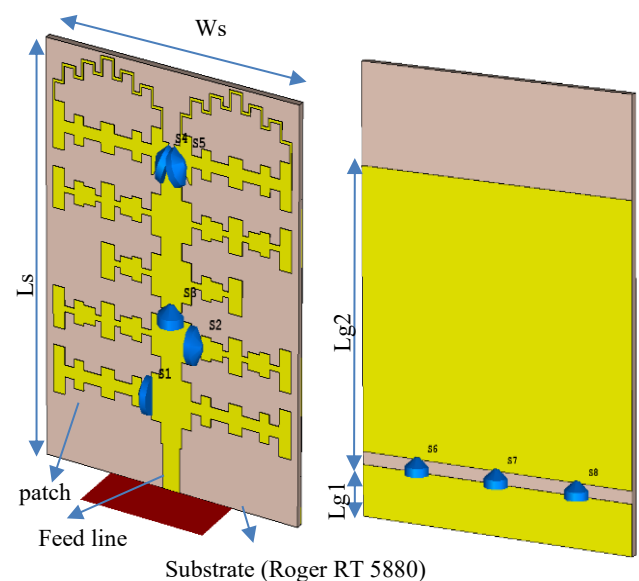 Ws
S4 S5
Ls
S3
S2
S1
patch
Feed line
Substrate (Roger RT 5880)
Lg2
S6
S7
S8
Lg1